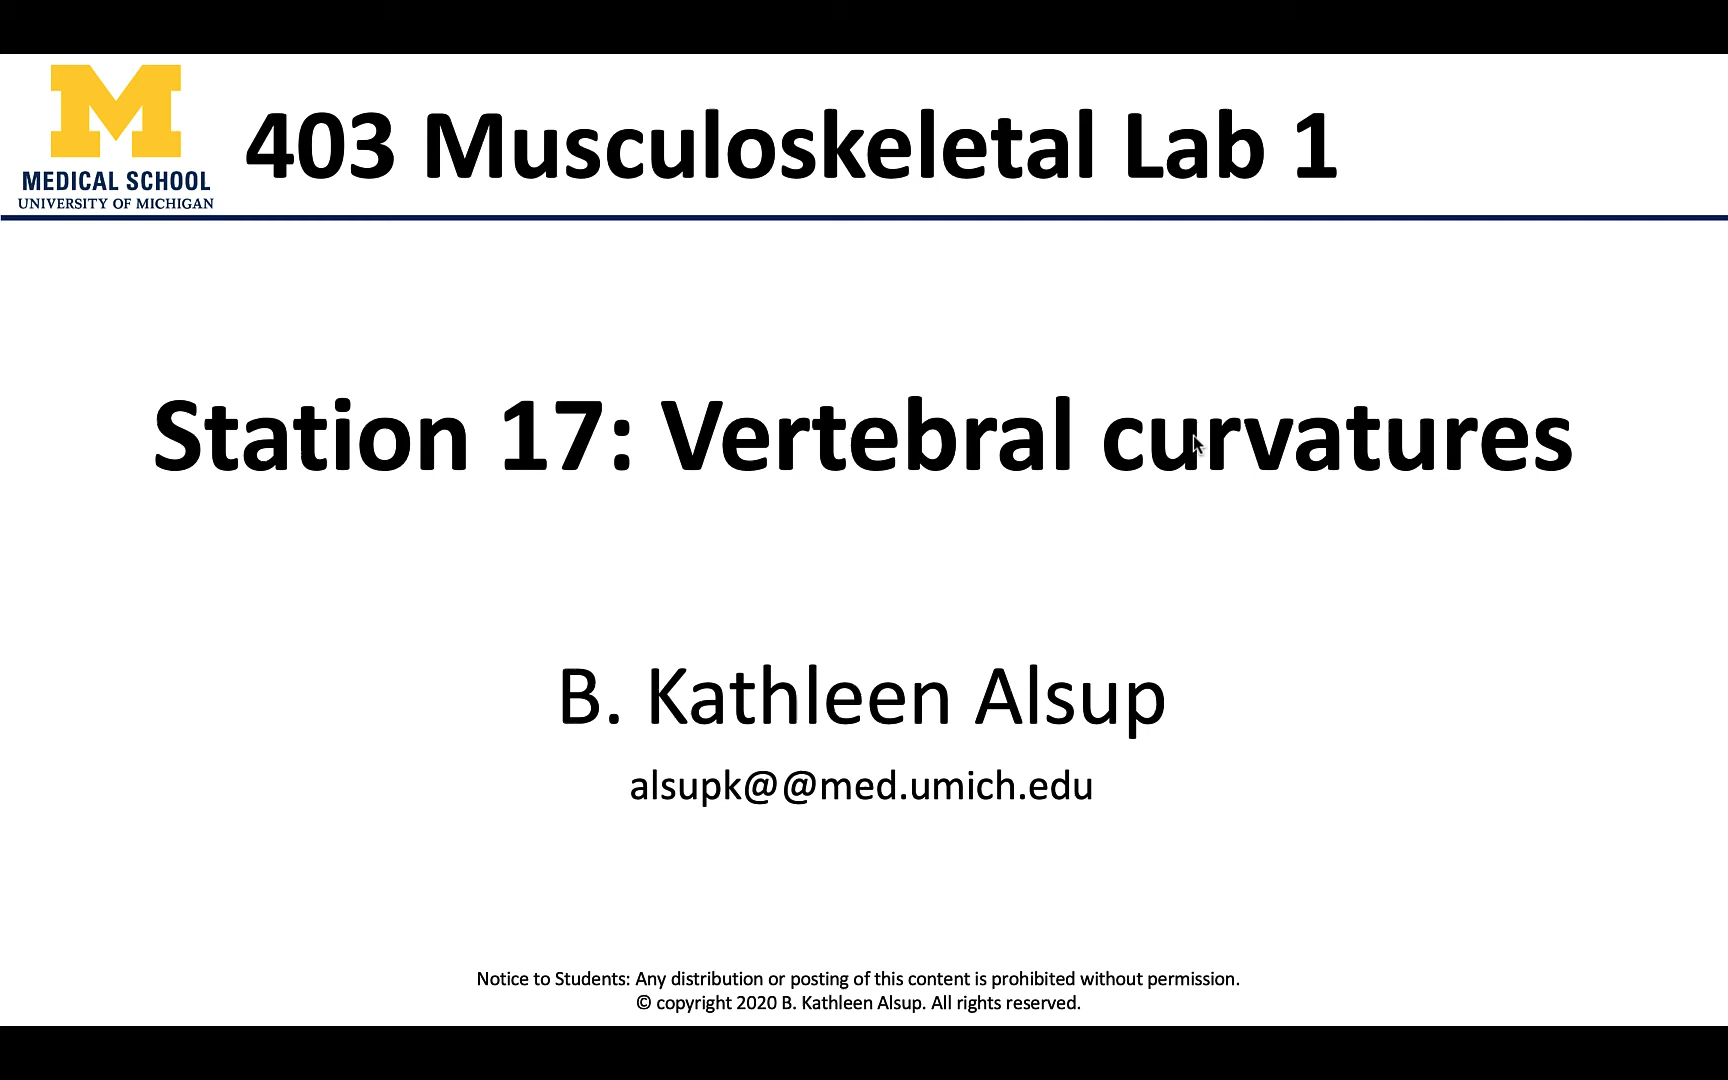 M
MEDICAL SCHOOL
UNIVERSITY OF MICHIGAN
403 Musculoskeletal Lab 1
Station 17: Vertebral curvatures
B. Kathleen Alsup
alsupk@@med.umich.edu
Notice to Students: Any distribution or posting of this content is prohibited without permission.
© copyright 2020 B. Kathleen Alsup. All rights reserved.